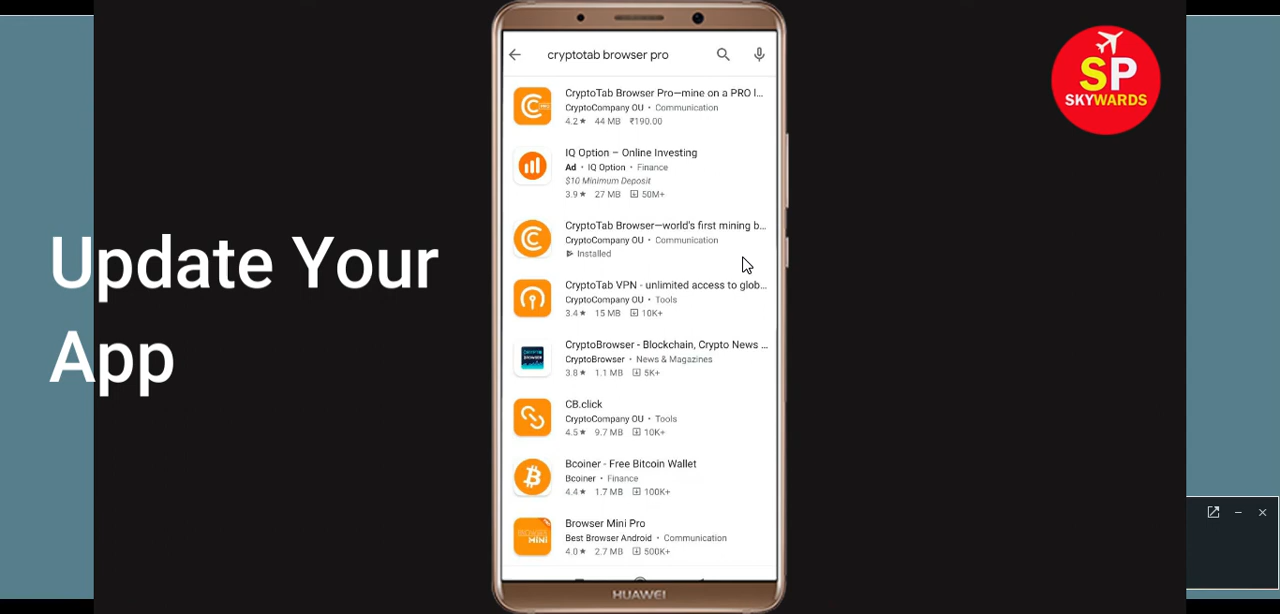 cryptotab browser pro
CryptoTab Browser Pro—mine on a PRO l...
CryptoCompany OU • Communication
4.2★ 44 MB ₹190.00
IQ Option – Online Investing
Ad • IQ Option • Finance
$10 Minimum Deposit
3.9★ 27 MB 50M+
CryptoTab Browser—world's first mining b...
CryptoCompany OU • Communication
Installed
CryptoTab VPN - unlimited access to glob...
CryptoCompany OU • Tools
3.4★ 15 MB 10K+
CryptoBrowser - Blockchain, Crypto News ...
CryptoBrowser • News & Magazines
3.8★ 1.1 MB 5K+
CB.click
CryptoCompany OU • Tools
4.5★ 9.7 MB 10K+
Bcoiner - Free Bitcoin Wallet
Bcoiner • Finance
4.4★ 1.7 MB 100K+
Browser Mini Pro
Best Browser Android • Communication
4.0★ 2.7 MB 500K+
HUAWEI
Update Your
App
SP
SKYWARDS
MINI